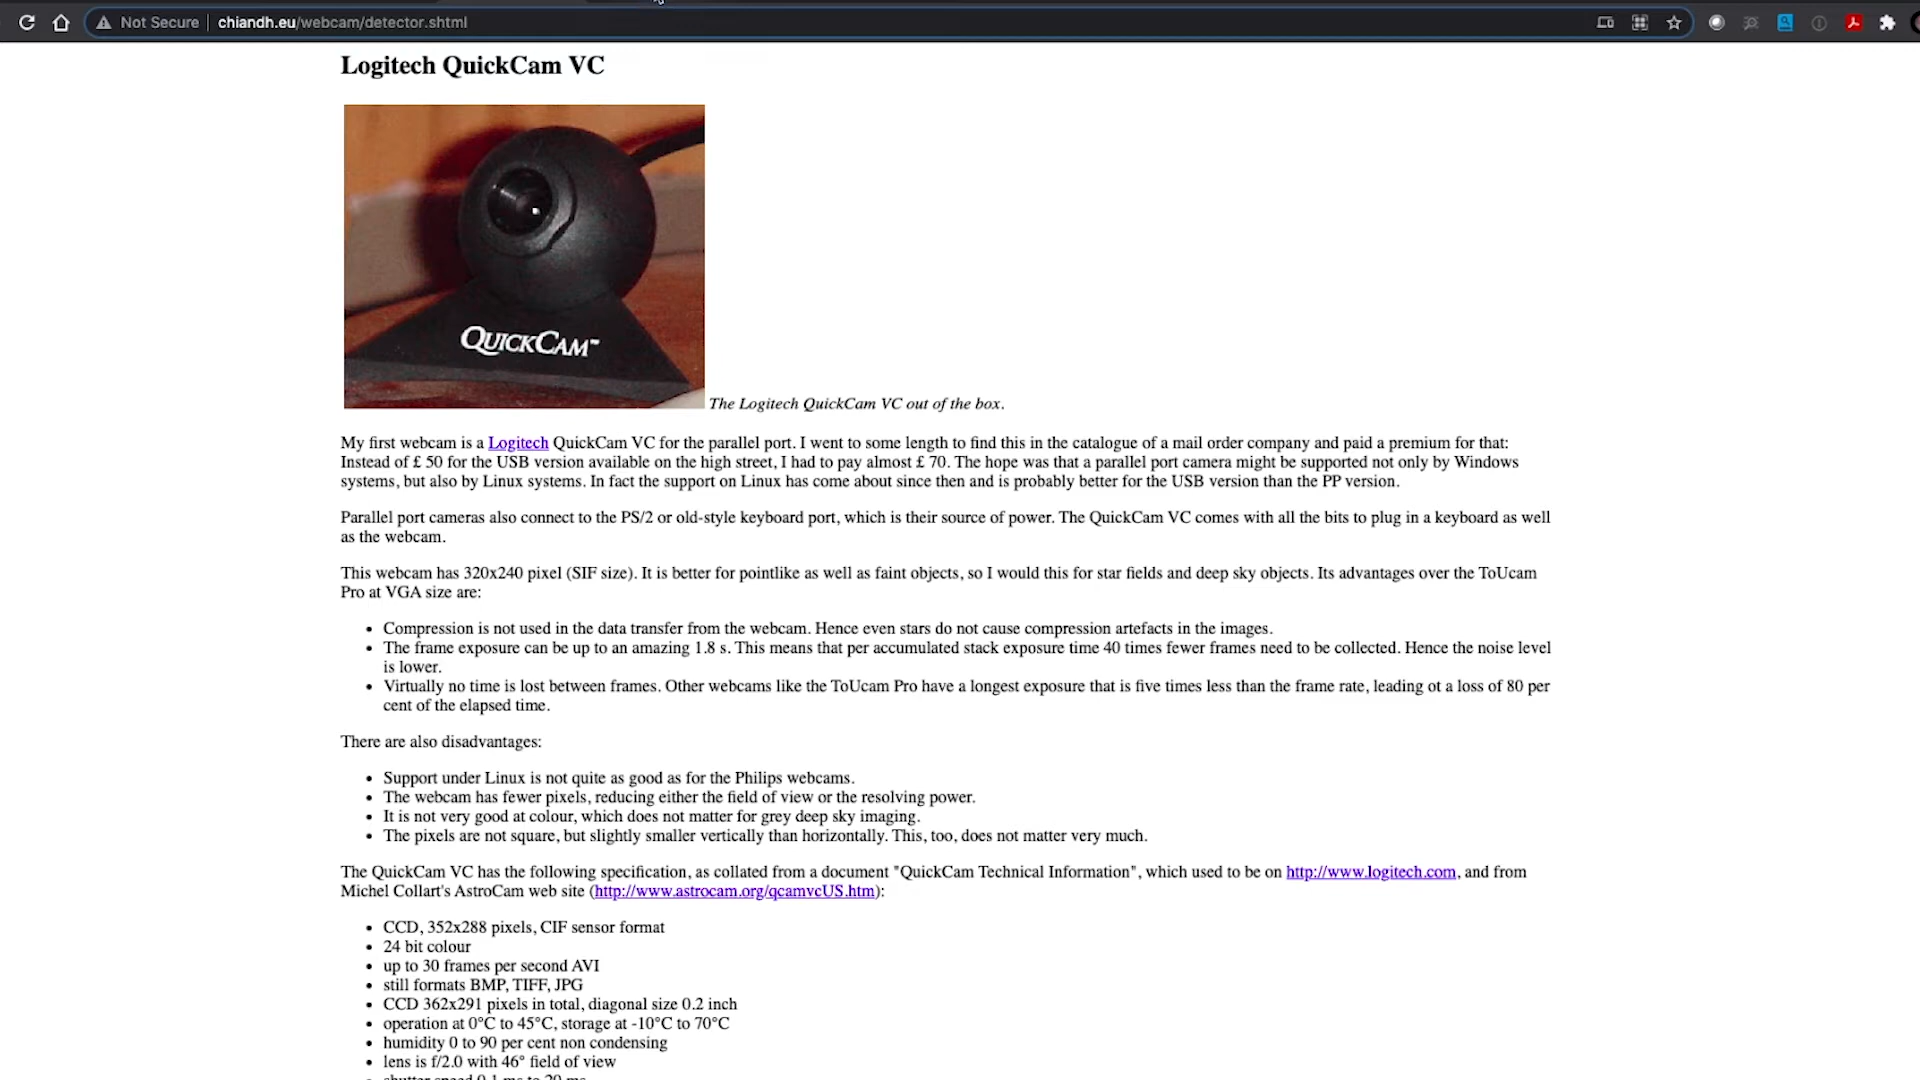 Not Secure chiandh.eu/webcam/detector.shtml
Logitech QuickCam VC
QUICKCAM™
The Logitech QuickCam VC out of the box.
My first webcam is a Logitech QuickCam VC for the parallel port. I went to some length to find this in the catalogue of a mail order company and paid a premium for that:
Instead of £ 50 for the USB version available on the high street, I had to pay almost £ 70. The hope was that a parallel port camera might be supported not only by Windows
systems, but also by Linux systems. In fact the support on Linux has come about since then and is probably better for the USB version than the PP version.
Parallel port cameras also connect to the PS/2 or old-style keyboard port, which is their source of power. The QuickCam VC comes with all the bits to plug in a keyboard as well
as the webcam.
This webcam has 320x240 pixel (SIF size). It is better for pointlike as well as faint objects, so I would this for star fields and deep sky objects. Its advantages over the ToUcam
Pro at VGA size are:
• Compression is not used in the data transfer from the webcam. Hence even stars do not cause compression artefacts in the images.
• The frame exposure can be up to an amazing 1.8 s. This means that per accumulated stack exposure time 40 times fewer frames need to be collected. Hence the noise level
is lower.
• Virtually no time is lost between frames. Other webcams like the ToUcam Pro have a longest exposure that is five times less than the frame rate, leading ot a loss of 80 per
cent of the elapsed time.
There are also disadvantages:
• Support under Linux is not quite as good as for the Philips webcams.
• The webcam has fewer pixels, reducing either the field of view or the resolving power.
• It is not very good at colour, which does not matter for grey deep sky imaging.
• The pixels are not square, but slightly smaller vertically than horizontally. This, too, does not matter very much.
The QuickCam VC has the following specification, as collated from a document "QuickCam Technical Information", which used to be on http://www.logitech.com, and from
Michel Collart's AstroCam web site (http://www.astrocam.org/qcamvcUS.htm):
• CCD, 352x288 pixels, CIF sensor format
• 24 bit colour
• up to 30 frames per second AVI
• still formats BMP, TIFF, JPG
• CCD 362x291 pixels in total, diagonal size 0.2 inch
• operation at 0°C to 45°C, storage at -10°C to 70°C
• humidity 0 to 90 per cent non condensing
• lens is f/2.0 with 46° field of view